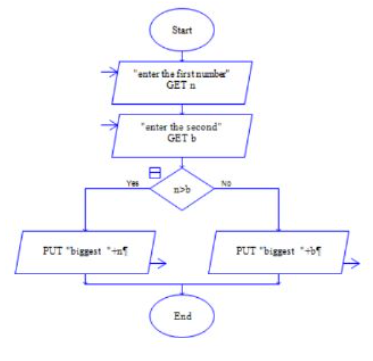 Start
"enter the first number"
GET n
"enter the second"
GET b
Yes
n>b
No
PUT "biggest "+n¶
PUT "biggest "+b¶
End